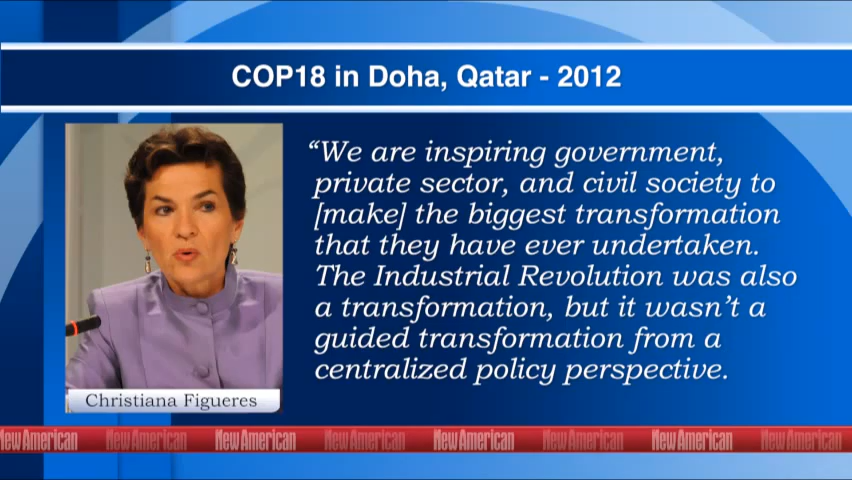 COP18 in Doha, Qatar - 2012
“We are inspiring government,
private sector, and civil society to
[make] the biggest transformation
that they have ever undertaken.
The Industrial Revolution was also
a transformation, but it wasn’t a
guided transformation from a
centralized policy perspective.
Christiana Figueres
New American New American New American New American New American New American New American New American